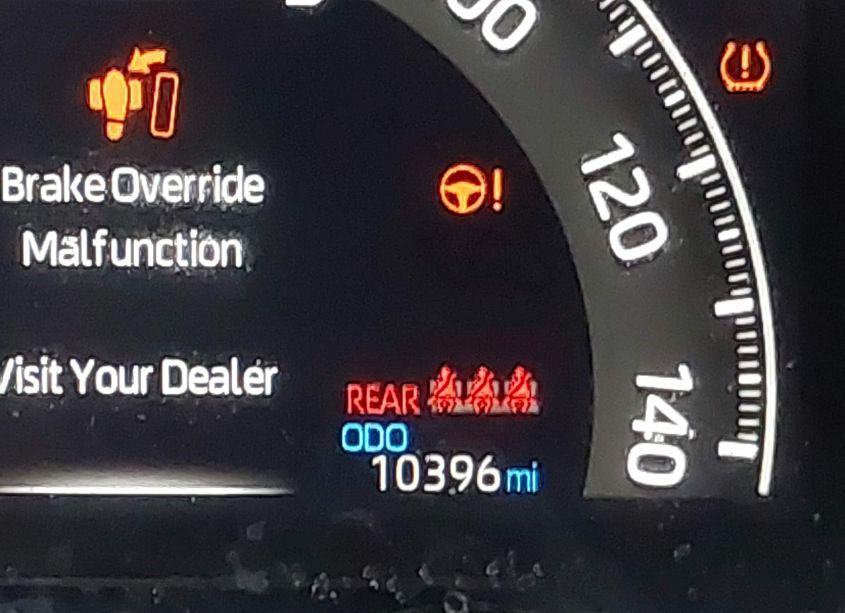 120
Brake Override
Malfunction
Visit Your Dealer
REAR
ODO
10396 mi
140